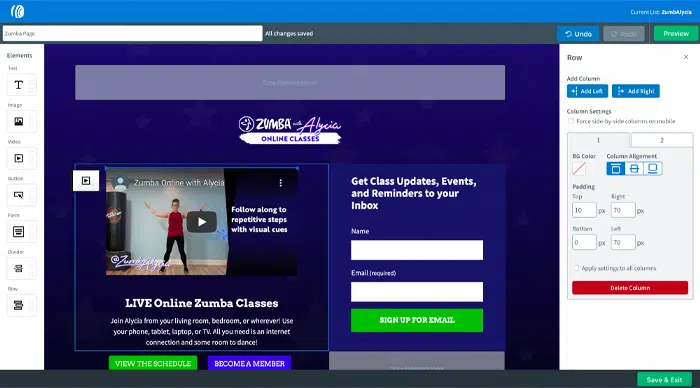 Current List: ZumbAlycia
Zumba Page
All changes saved
Undo
Redo
Preview
Elements
Text
Image
Video
Button
Form
Divider
Row
ZUMBA with Alycia
ONLINE CLASSES
Zumba Online with Alycia
Follow along to
repetitive steps
with visual cues
@ZumbAlycia
LIVE Online Zumba Classes
Join Alycia from your living room, bedroom, or wherever! Use
your phone, tablet, laptop, or TV. All you need is an internet
connection and some room to dance!
VIEW THE SCHEDULE
BECOME A MEMBER
Get Class Updates, Events,
and Reminders to your
Inbox
Name
Email (required)
SIGN UP FOR EMAIL
Row
Add Column
Add Left
Add Right
Column Settings
Force side-by-side columns on mobile
1
2
BG Color
Column Alignment
Padding
Top
Right
10 px
70 px
Bottom
Left
0 px
70 px
Apply settings to all columns
Delete Column
Save & Exit